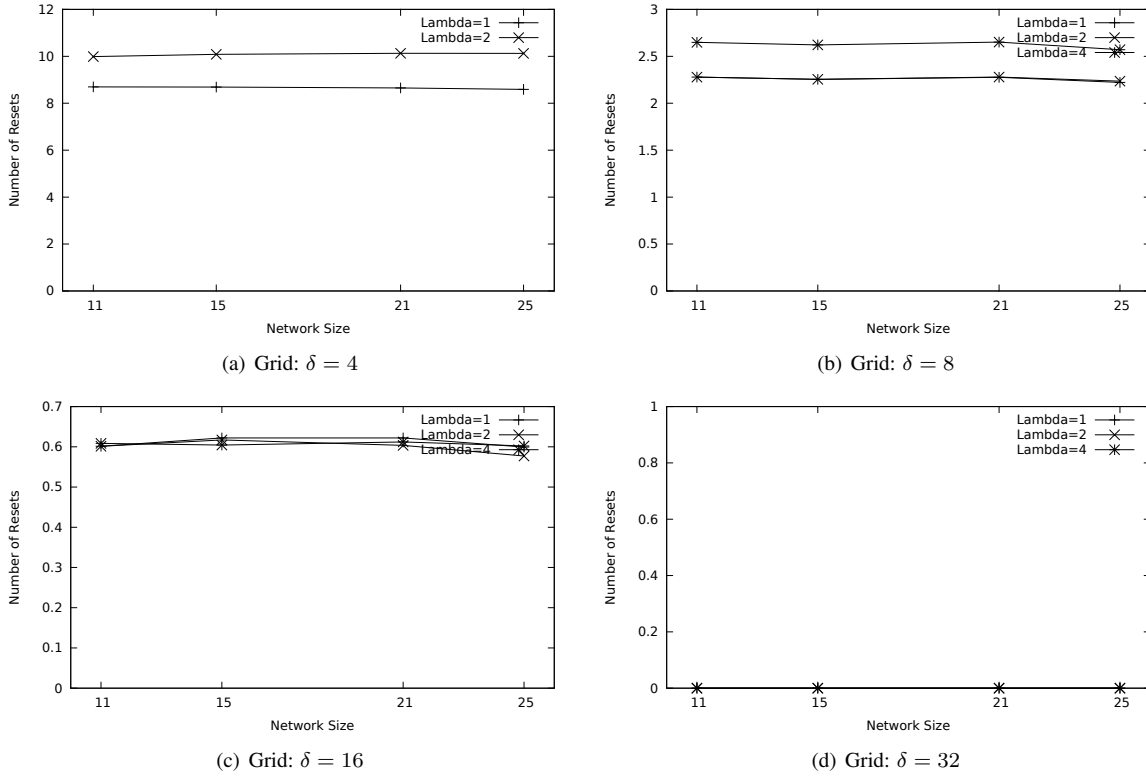 12
10
8
6
4
2
0
Number of Resets
11 15 21 25
Network Size
Lambda=1
Lambda=2
(a) Grid: δ = 4
3
2.5
2
1.5
1
0.5
0
Number of Resets
11 15 21 25
Network Size
Lambda=1
Lambda=2
Lambda=4
(b) Grid: δ = 8
0.7
0.6
0.5
0.4
0.3
0.2
0.1
0
Number of Resets
11 15 21 25
Network Size
Lambda=1
Lambda=2
Lambda=4
(c) Grid: δ = 16
1
0.8
0.6
0.4
0.2
0
Number of Resets
11 15 21 25
Network Size
Lambda=1
Lambda=2
Lambda=4
(d) Grid: δ = 32